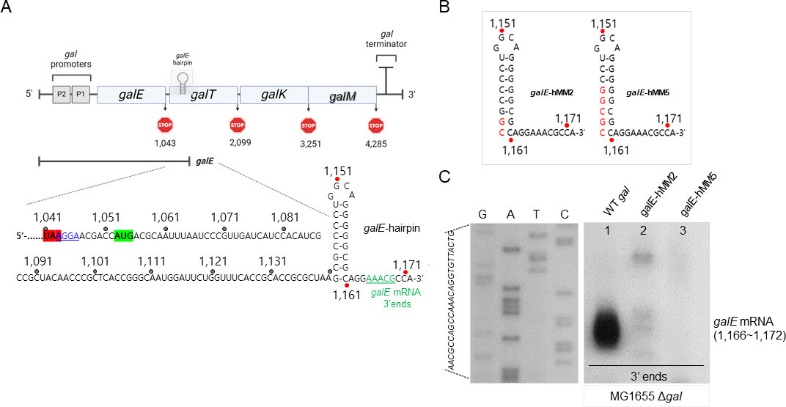 A
gal
promoters
galE-
hairpin
gal
terminator
5'
P2
P1
galE
galT
galK
galM
3'
STOP
STOP
STOP
STOP
1,043
2,099
3,251
4,285
galE
1,151
galE-hairpin
1,041
1,051
1,061
1,071
1,081
5'-......UAAGGAACGACCAUGACGCAAUUUAAUCCCGUUGAUCAUCCACAUCG
1,091
1,101
1,111
1,121
1,131
1,171
CCGCUACAACCCGCUCACCGGGCAAUGGAUUCUGGUUUCACCGCACCGCGCUAAGCAGGAAACGCCA-3'
1,161
galE mRNA
3'ends
B
1,151
1,151
galE-hMM2
galE-hMM5
1,171
1,171
CAGGAAACGCCA-3'
CAGGAAACGCCA-3'
1,161
1,161
C
G
A
T
C
WT gal
galE-hMM2
galE-hMM5
1
2
3
AACGCCAGCCAAACAGGTGTTACTG
galE mRNA
(1,166~1,172)
3' ends
MG1655 Δgal